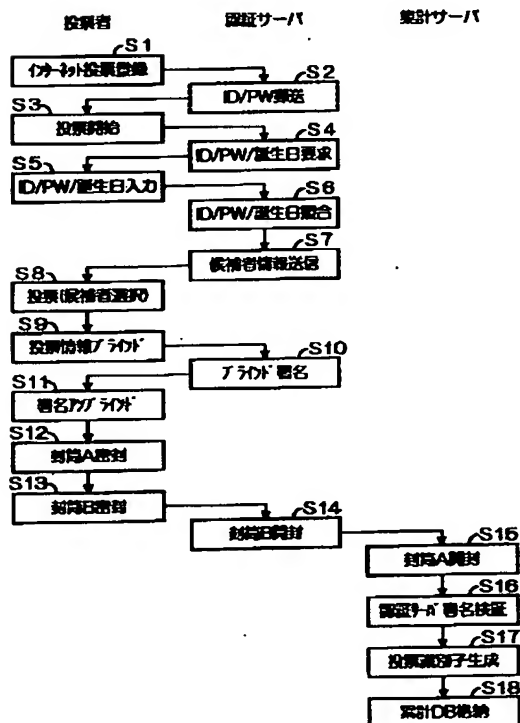 投票者 認証サーバ 集計サーバ
S1
インターネット投票登録
S2
ID/PW郵送
S3
投票開始
S4
ID/PW/誕生日要求
S5
ID/PW/誕生日入力
S6
ID/PW/誕生日照合
S7
候補者情報送信
S8
投票(候補者選択)
S9
投票情報ブラインド
S10
ブラインド署名
S11
署名アンブラインド
S12
封筒A密封
S13
封筒B密封
S14
封筒B開封
S15
封筒A開封
S16
認証サーバ署名検証
S17
投票識別子生成
S18
集計DB格納